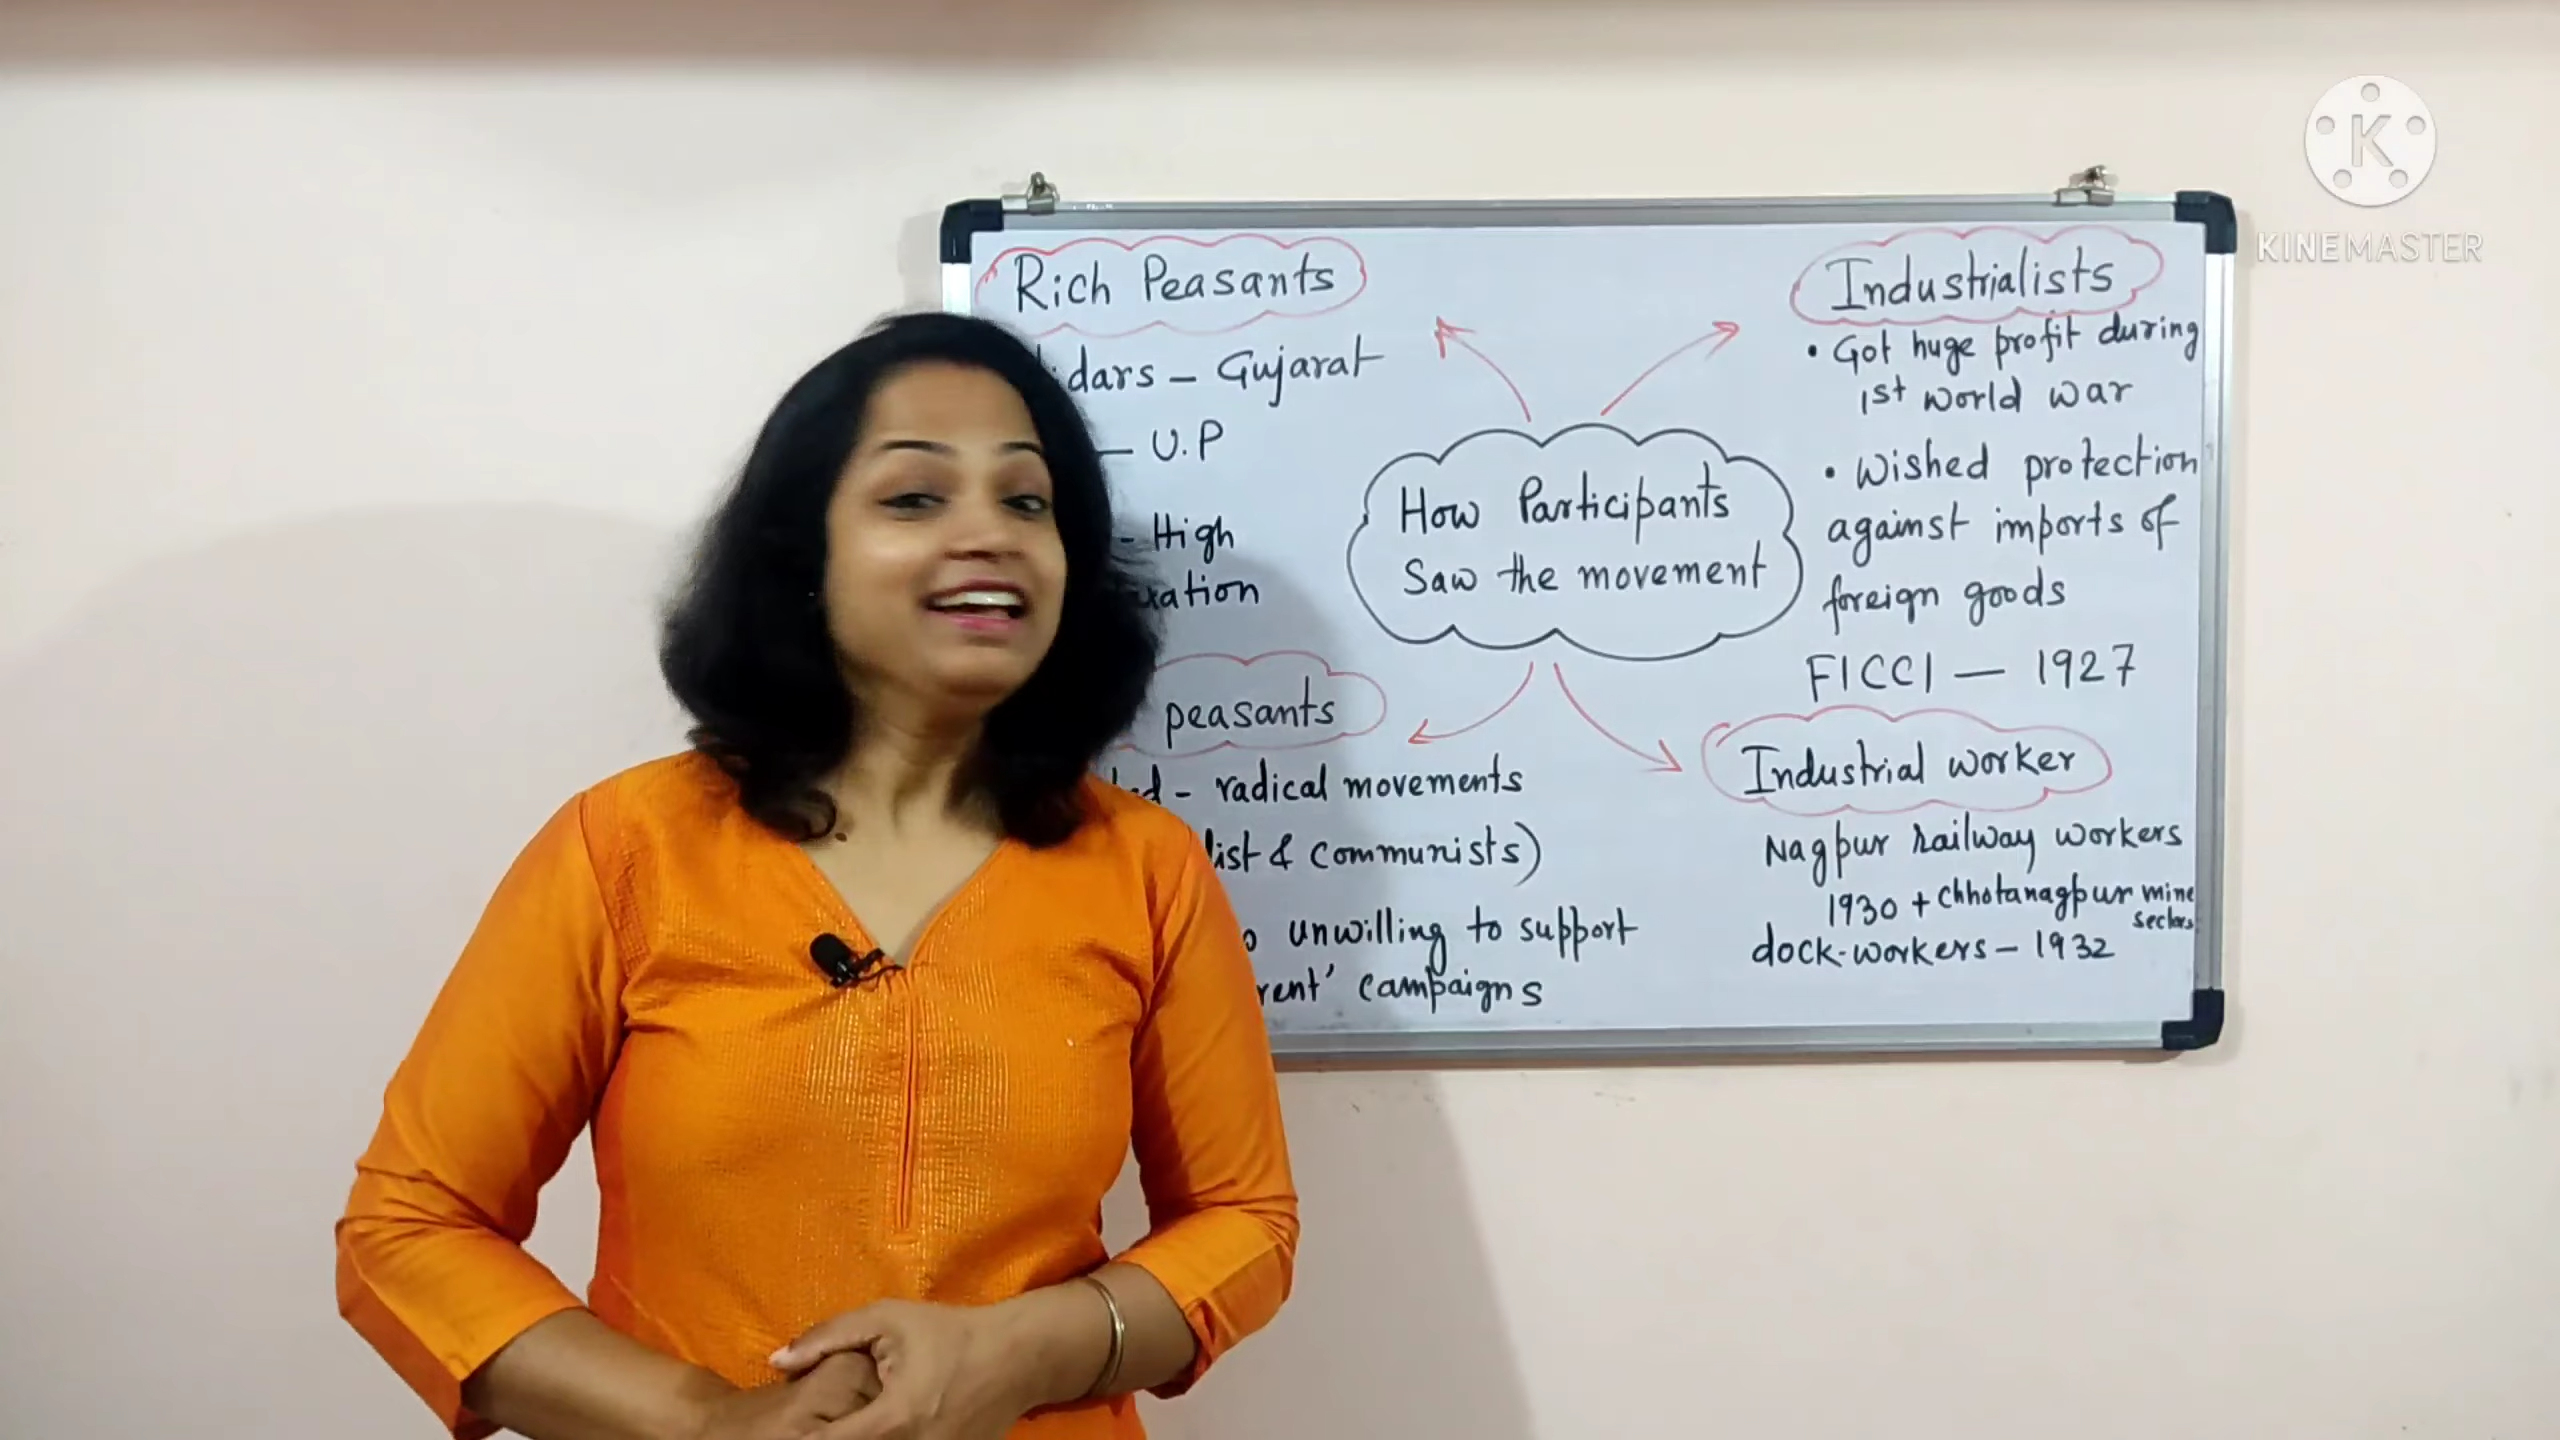 Rich Peasants
dars - Gujarat
- U.P
- High
xation
peasants
- radical movements
list & communists)
unwilling to support
rent' campaigns
How Participants
Saw the movement
Industrialists
• Got huge profit during
1st world war
• Wished protection
against imports of
foreign goods
FICCI - 1927
Industrial worker
Nagpur railway workers
1930 + Chhotanagpur mine
sectors
dock-workers - 1932
K
KINEMASTER